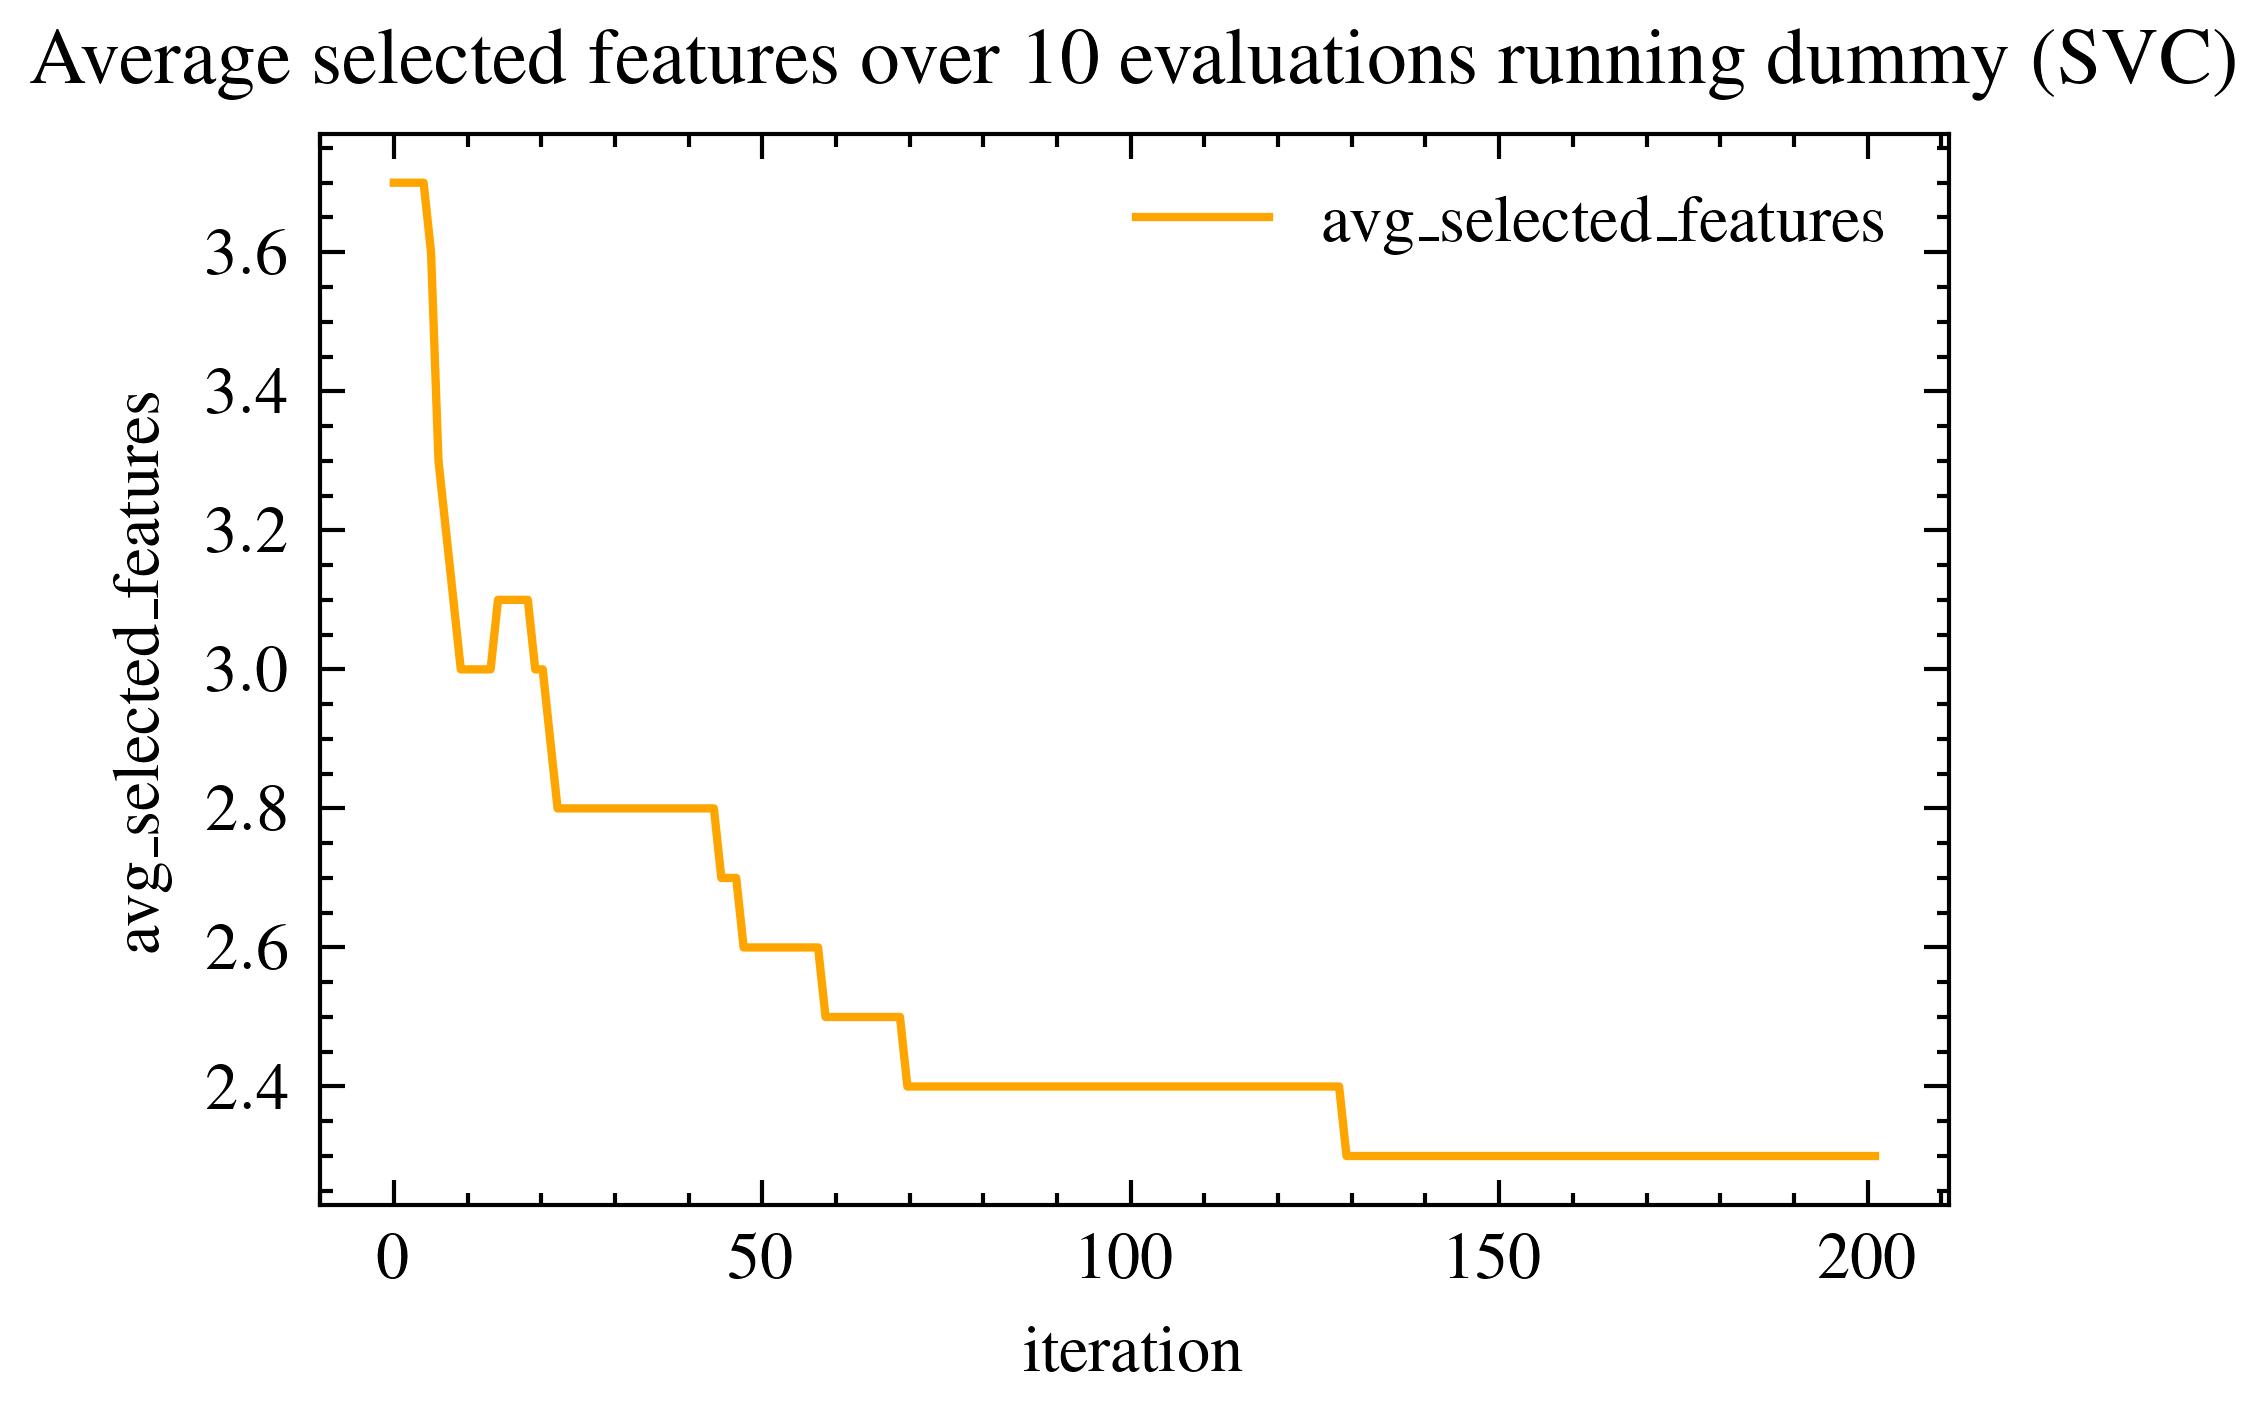 Average selected features over 10 evaluations running dummy (SVC)
avg_selected_features
3.6
3.4
3.2
3.0
2.8
2.6
2.4
avg_selected_features
0 50 100 150 200
iteration